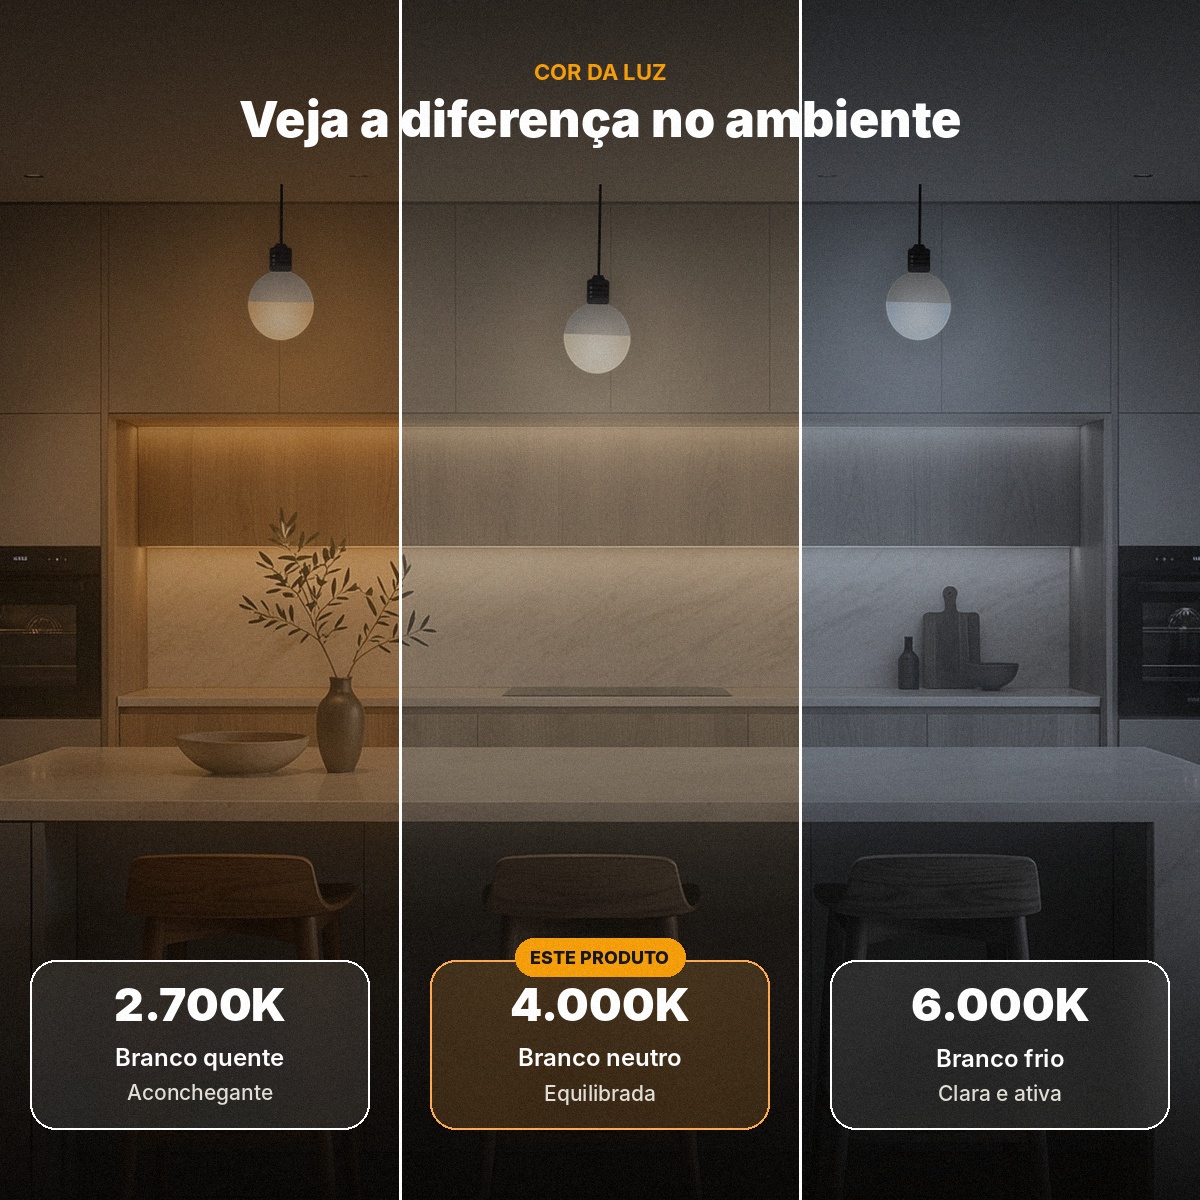 COR DA LUZ
Veja a diferença no ambiente
ESTE PRODUTO
2.700K
Branco quente
Aconchegante
4.000K
Branco neutro
Equilibrada
6.000K
Branco frio
Clara e ativa